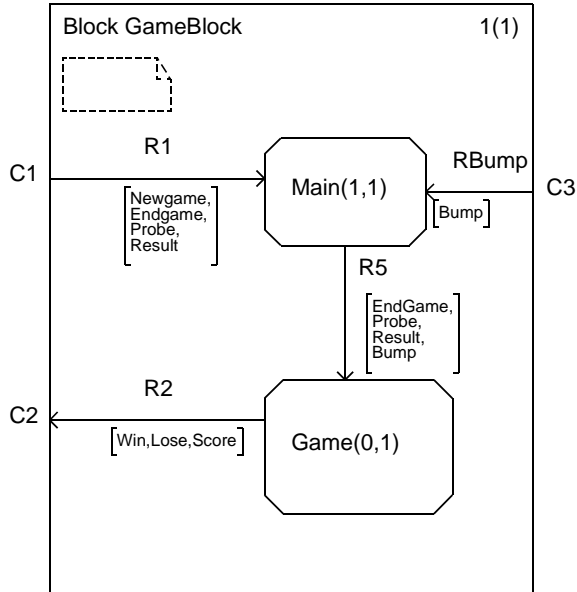 Block GameBlock
1(1)
R1
C1
Newgame,
Endgame,
Probe,
Result
Main(1,1)
RBump
C3
[Bump]
R5
EndGame,
Probe,
Result,
Bump
R2
C2
[Win,Lose,Score]
Game(0,1)